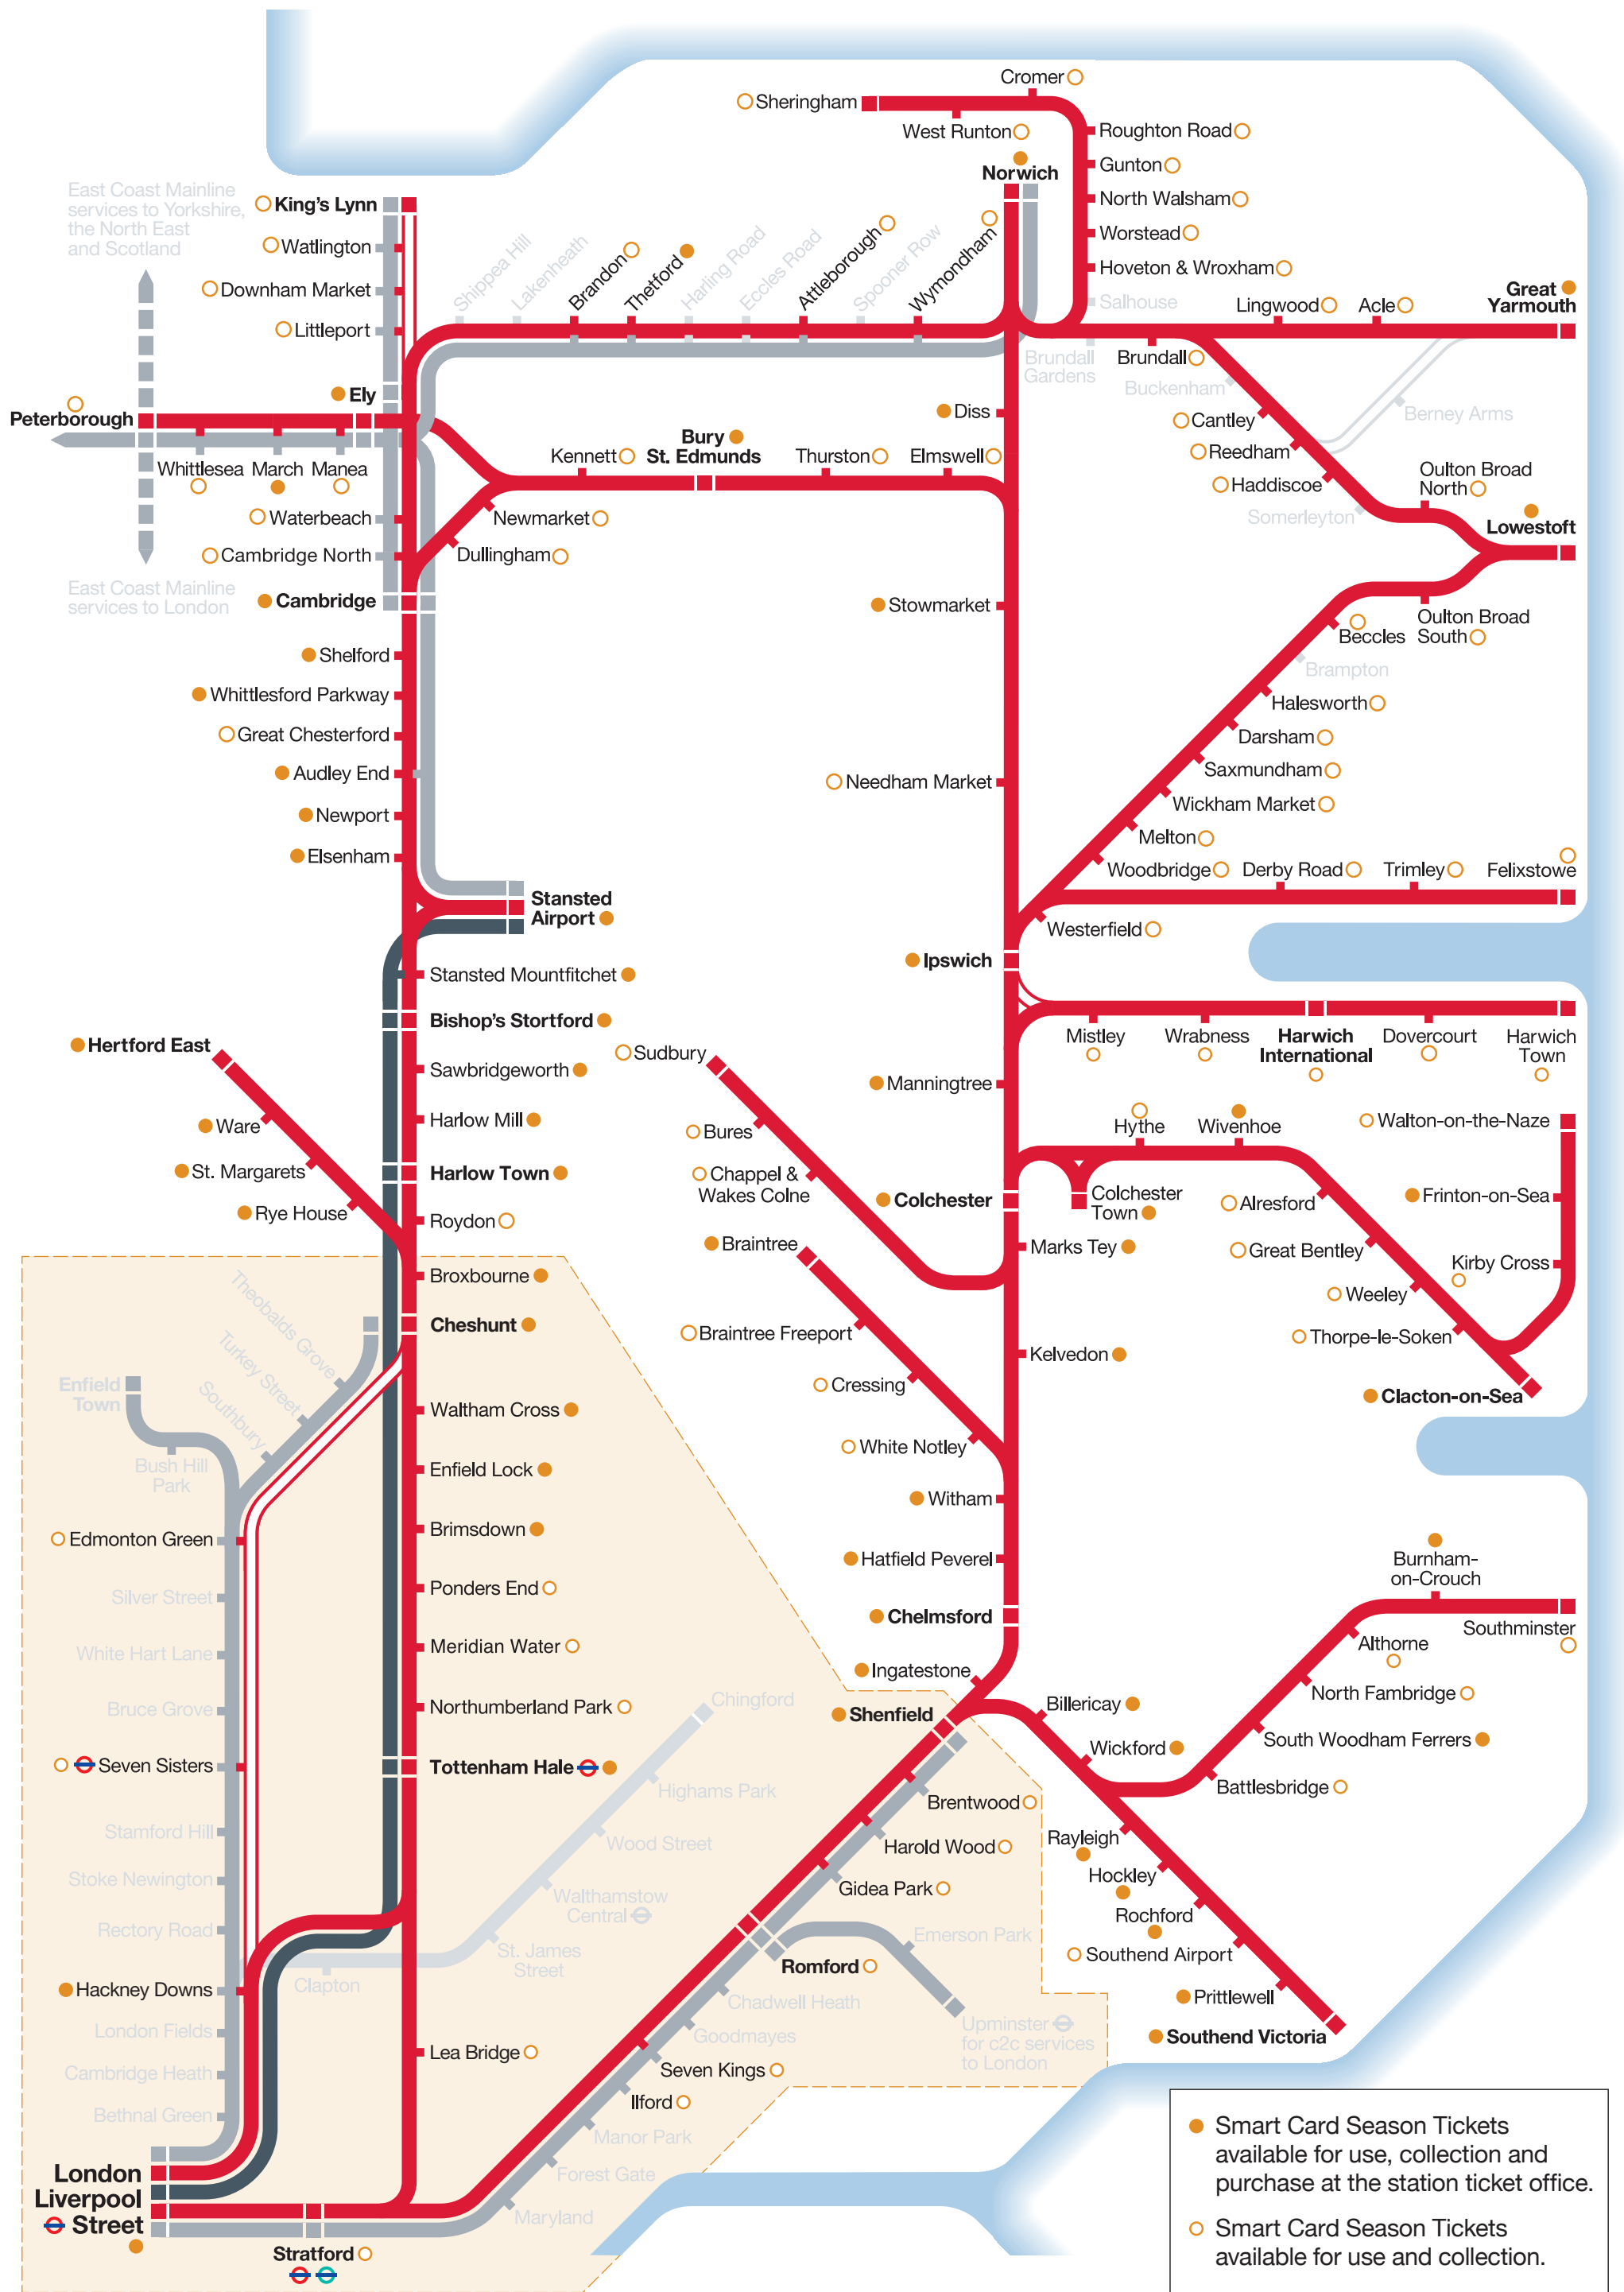 Cromer
Sheringham
West Runton
Roughton Road
Norwich
Gunton
East Coast Mainline
services to Yorkshire,
the North East
and Scotland
King's Lynn
North Walsham
Watlington
Worstead
Hoveton & Wroxham
Downham Market
Salhouse
Littleport
Shippea Hill
Lakenheath
Brandon
Thetford
Harling Road
Eccles Road
Attleborough
Spooner Row
Wymondham
Lingwood
Acle
Great
Yarmouth
Brundall
Gardens
Brundall
Buckenham
Berney Arms
Ely
Peterborough
Diss
Cantley
Reedham
Haddiscoe
Somerleyton
Oulton Broad
North
Lowestoft
Whittlesea
March
Manea
Kennett
Bury
St. Edmunds
Thurston
Elmswell
Waterbeach
Newmarket
Cambridge North
Dullingham
East Coast Mainline
services to London
Cambridge
Stowmarket
Oulton Broad
South
Beccles
Brampton
Shelford
Whittlesford Parkway
Halesworth
Great Chesterford
Darsham
Audley End
Saxmundham
Needham Market
Wickham Market
Newport
Melton
Elsenham
Woodbridge
Derby Road
Trimley
Felixstowe
Stansted
Airport
Westerfield
Ipswich
Stansted Mountfitchet
Bishop's Stortford
Mistley
Wrabness
Harwich
International
Dovercourt
Harwich
Town
Hertford East
Sudbury
Sawbridgeworth
Manningtree
Ware
Harlow Mill
Bures
Hythe
Wivenhoe
Walton-on-the-Naze
St. Margarets
Harlow Town
Chappel &
Wakes Colne
Colchester
Colchester
Town
Alresford
Frinton-on-Sea
Rye House
Roydon
Braintree
Marks Tey
Great Bentley
Kirby Cross
Broxbourne
Weeley
Theobalds Grove
Turkey Street
Southbury
Cheshunt
Braintree Freeport
Kelvedon
Thorpe-le-Soken
Enfield
Town
Cressing
Clacton-on-Sea
Waltham Cross
White Notley
Bush Hill
Park
Enfield Lock
Witham
Edmonton Green
Brimsdown
Hatfield Peverel
Burnham-
on-Crouch
Silver Street
Ponders End
Chelmsford
Southminster
White Hart Lane
Meridian Water
Althorne
Ingatestone
North Fambridge
Bruce Grove
Northumberland Park
Chingford
Shenfield
Billericay
South Woodham Ferrers
Seven Sisters
Tottenham Hale
Wickford
Battlesbridge
Highams Park
Brentwood
Stamford Hill
Wood Street
Harold Wood
Rayleigh
Stoke Newington
Walthamstow
Central
Gidea Park
Hockley
Rectory Road
St. James
Street
Emerson Park
Rochford
Southend Airport
Clapton
Romford
Hackney Downs
Chadwell Heath
Prittlewell
London Fields
Goodmayes
Upminster
for c2c services
to London
Southend Victoria
Lea Bridge
Seven Kings
Cambridge Heath
Ilford
Bethnal Green
Manor Park
Forest Gate
Maryland
London
Liverpool
Street
Stratford
Smart Card Season Tickets
available for use, collection and
purchase at the station ticket office.
Smart Card Season Tickets
available for use and collection.